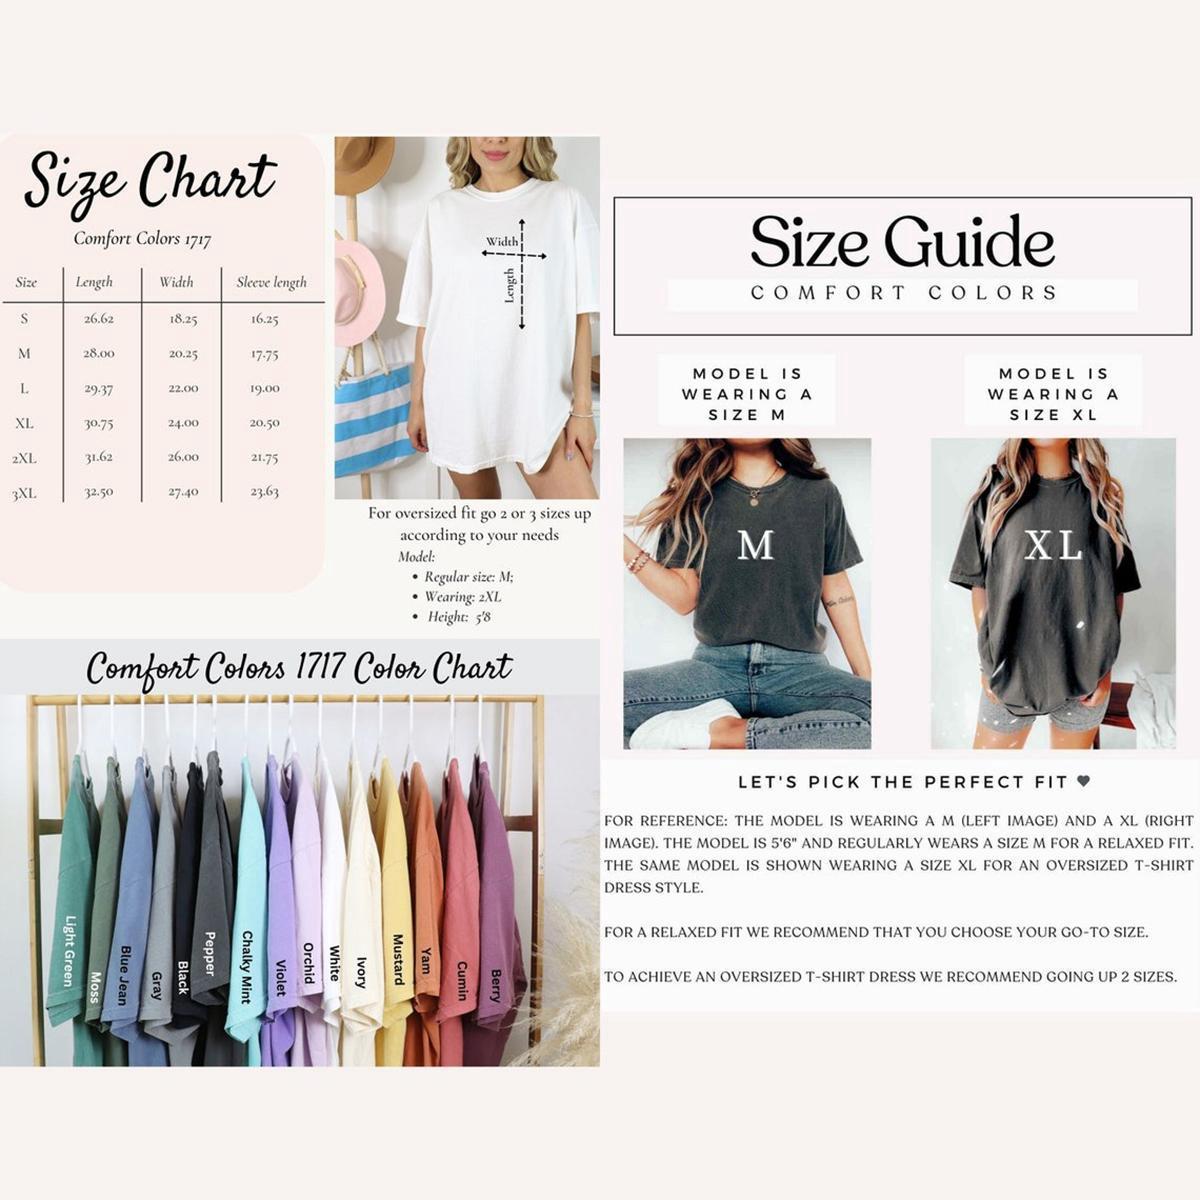 Size Chart
Comfort Colors 1717
Size Length Width Sleeve length
S 26.62 18.25 16.25
M 28.00 20.25 17.75
L 29.37 22.00 19.00
XL 30.75 24.00 20.50
2XL 31.62 26.00 21.75
3XL 32.50 27.40 23.63
Width
Length
For oversized fit go 2 or 3 sizes up
according to your needs
Model:
• Regular size: M;
• Wearing: 2XL
• Height: 5'8
Comfort Colors 1717 Color Chart
Light Green
Moss
Blue Jean
Gray
Black
Pepper
Chalky Mint
Violet
Orchid
White
Ivory
Mustard
Yam
Cumin
Berry
Size Guide
COMFORT COLORS
MODEL IS
WEARING A
SIZE M
MODEL IS
WEARING A
SIZE XL
M
XL
LET'S PICK THE PERFECT FIT ♥
FOR REFERENCE: THE MODEL IS WEARING A M (LEFT IMAGE) AND A XL (RIGHT
IMAGE). THE MODEL IS 5'6" AND REGULARLY WEARS A SIZE M FOR A RELAXED FIT.
THE SAME MODEL IS SHOWN WEARING A SIZE XL FOR AN OVERSIZED T-SHIRT
DRESS STYLE.
FOR A RELAXED FIT WE RECOMMEND THAT YOU CHOOSE YOUR GO-TO SIZE.
TO ACHIEVE AN OVERSIZED T-SHIRT DRESS WE RECOMMEND GOING UP 2 SIZES.